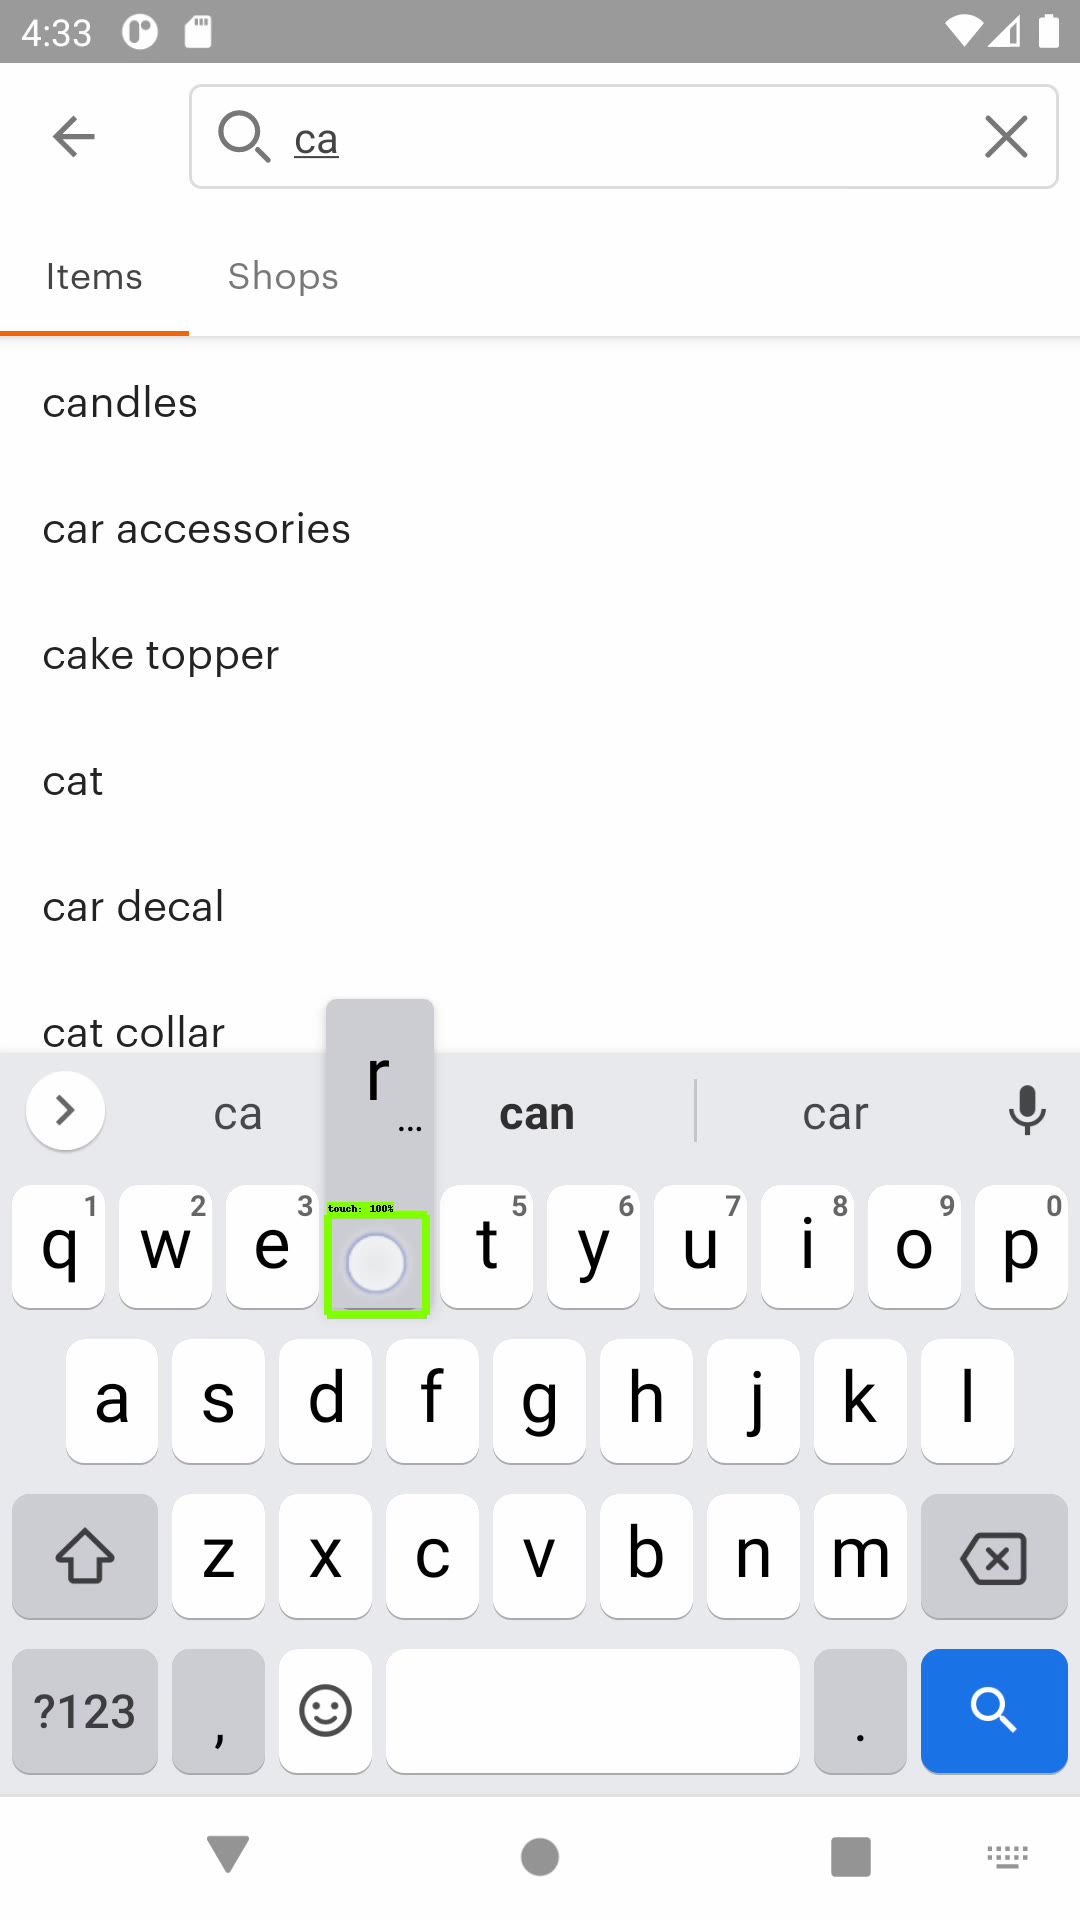 4:33
ca
Items Shops
candles
car accessories
cake topper
cat
car decal
cat collar
r
...
ca can car
touch: 100%
1 2 3 5 6 7 8 9 0
q w e t y u i o p
a s d f g h j k l
z x c v b n m
?123 , .